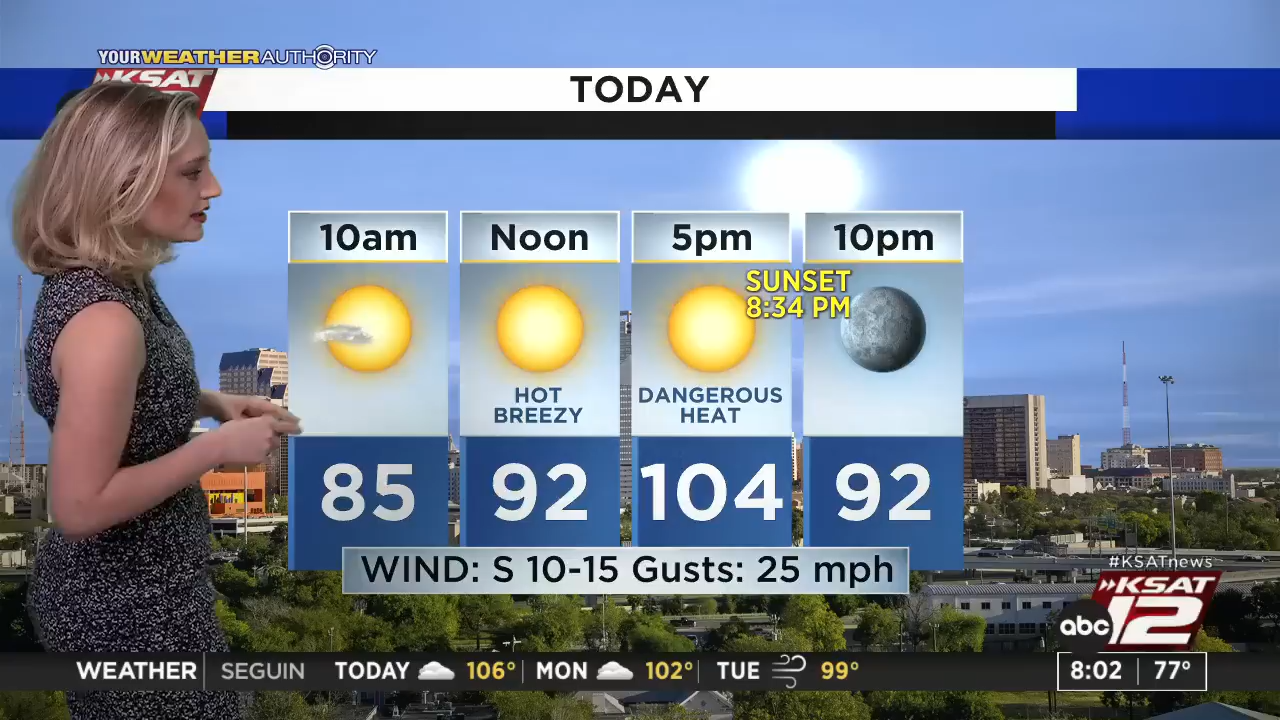 YOURWEATHERAUTHORITY
KSAT
TODAY
10am
Noon
5pm
10pm
SUNSET
8:34 PM
HOT
BREEZY
DANGEROUS
HEAT
85
92
104
92
WIND: S 10-15 Gusts: 25 mph
#KSATnews
KSAT
abc 12
WEATHER SEGUIN TODAY 106° MON 102° TUE 99° 8:02 77°